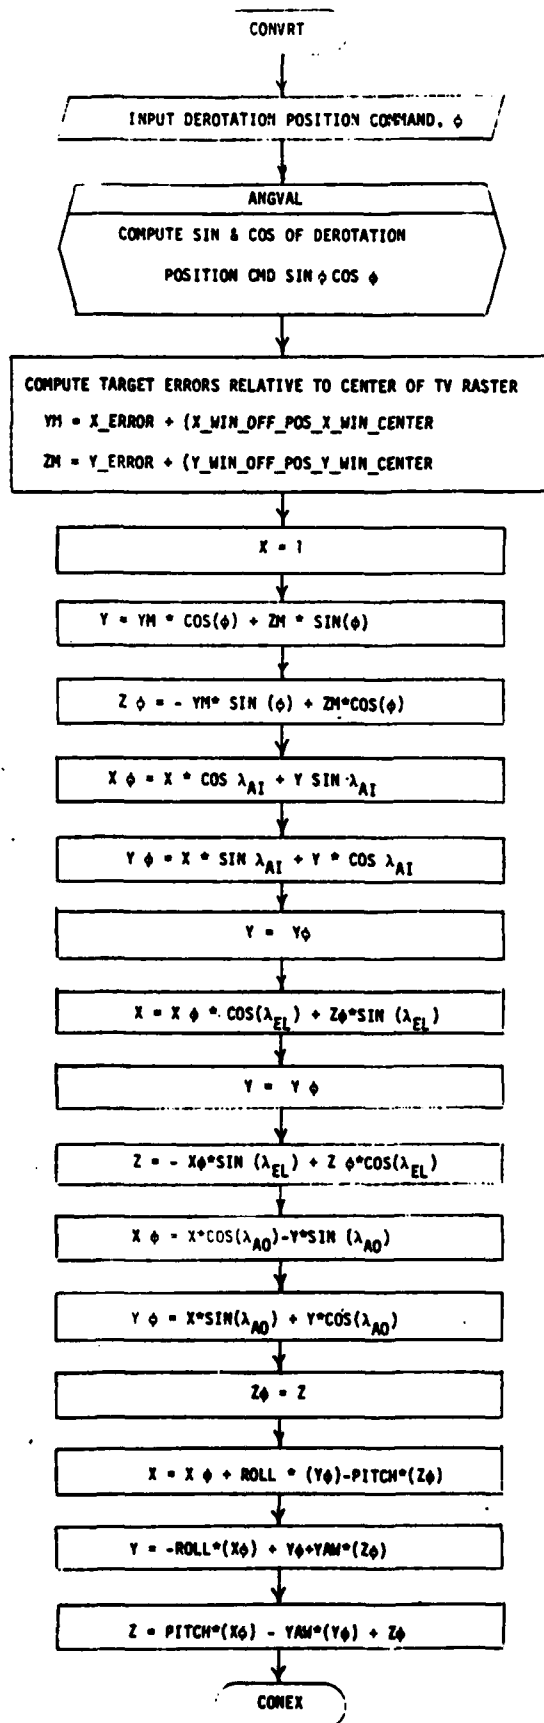 CONVRT
INPUT DEROTATION POSITION COMMAND, ϕ
ANGVAL
COMPUTE SIN & COS OF DEROTATION
POSITION CMD SIN ϕ COS ϕ
COMPUTE TARGET ERRORS RELATIVE TO CENTER OF TV RASTER
YM = X_ERROR + (X_WIN_OFF_POS_X_WIN_CENTER
ZM = Y_ERROR + (Y_WIN_OFF_POS_Y_WIN_CENTER
X = 1
Y = YM * COS(ϕ) + ZM * SIN(ϕ)
Z ϕ = - YM* SIN (ϕ) + ZM*COS(ϕ)
X ϕ = X * COS λAI + Y SIN λAI
Y ϕ = X * SIN λAI + Y * COS λAI
Y = Yϕ
X = X ϕ * COS(λEL) + Zϕ*SIN (λEL)
Y = Y ϕ
Z = - Xϕ*SIN (λEL) + Z ϕ*COS(λEL)
X ϕ = X*COS(λAO)-Y*SIN (λAO)
Y ϕ = X*SIN(λAO) + Y*COS(λAO)
Zϕ = Z
X = X ϕ + ROLL * (Yϕ)-PITCH*(Zϕ)
Y = -ROLL*(Xϕ) + Yϕ+YAW*(Zϕ)
Z = PITCH*(Xϕ) - YAW*(Yϕ) + Zϕ
CONEX